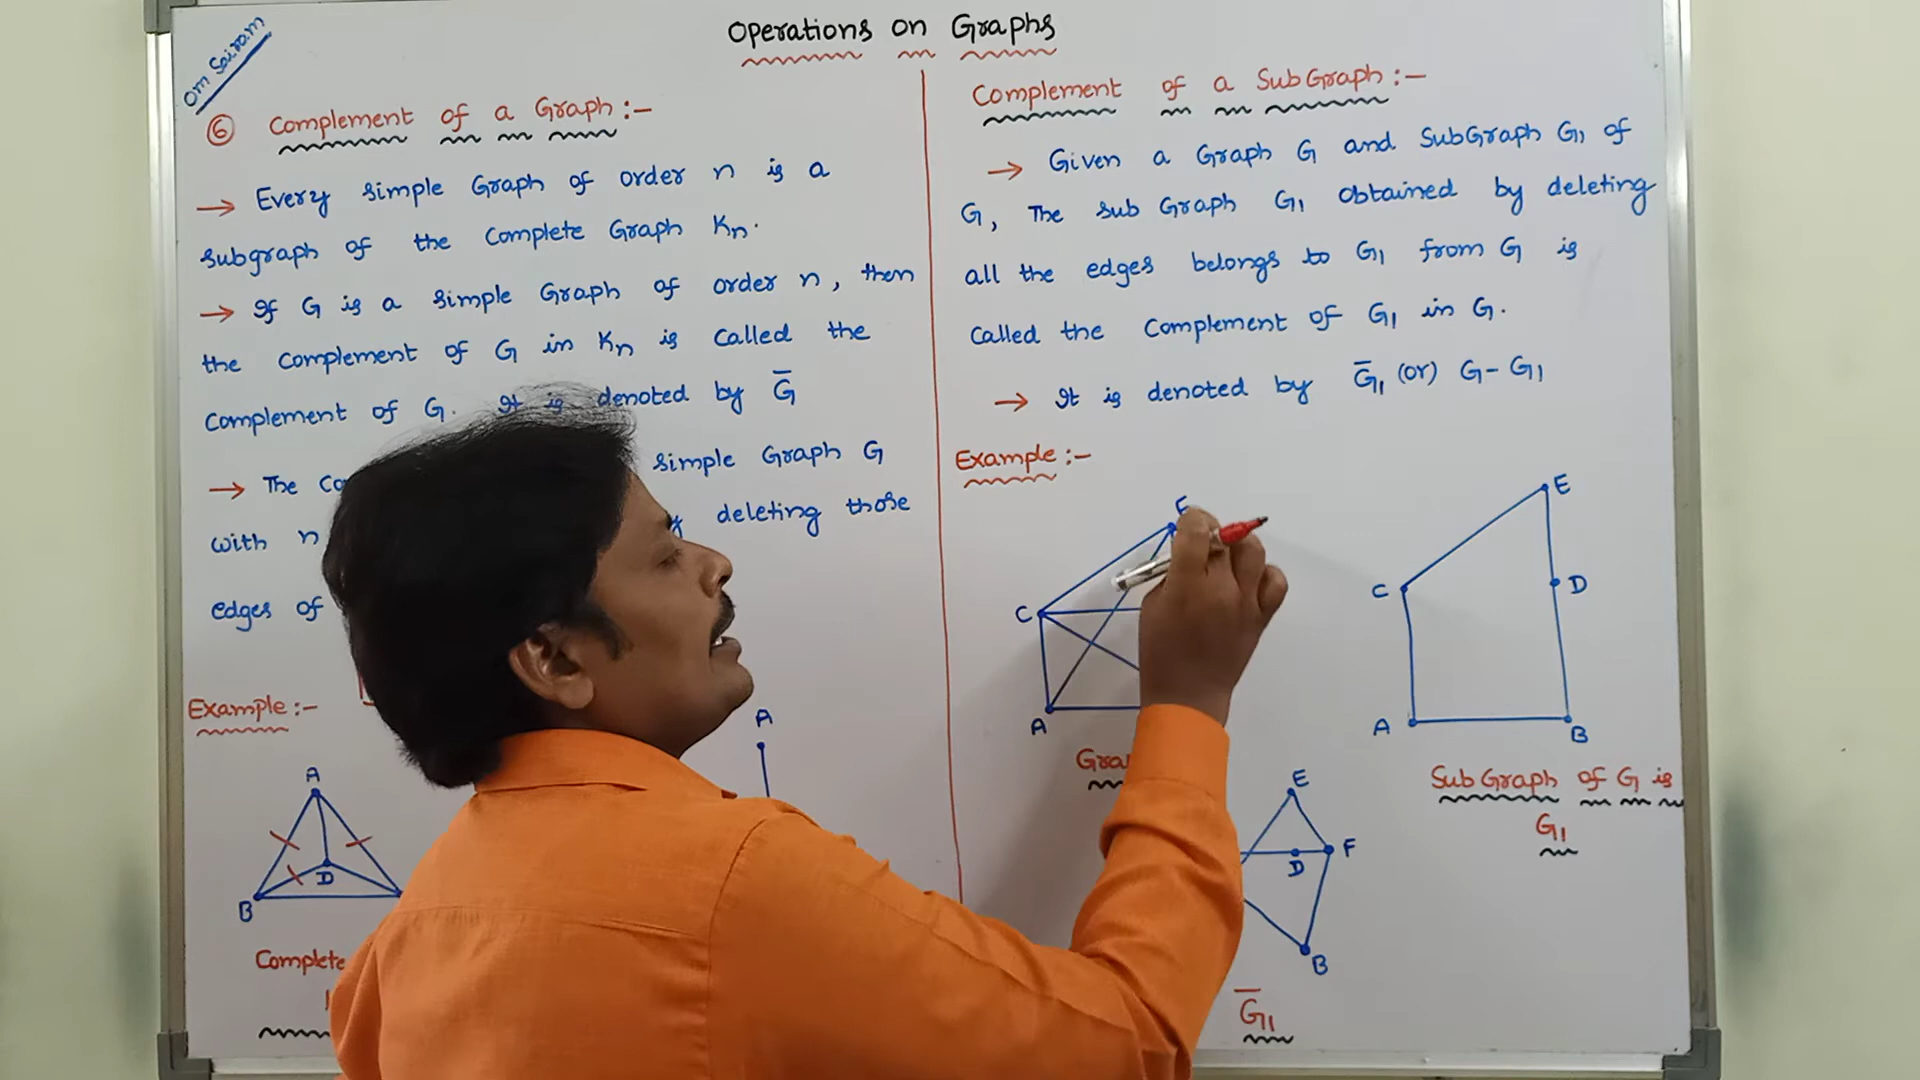 Om Sairam
Operations on Graphs
⑥ Complement of a Graph :-
→ Every simple Graph of order n is a
subgraph of the complete Graph Kn.
→ If G is a simple Graph of order n, then
the complement of G in Kn is called the
complement of G. It is denoted by G̅
→ The simple Graph G
with n deleting those
edges of
Example :-
A
B
D
Complete
A
Complement of a SubGraph :-
→ Given a Graph G and SubGraph G1 of
G, The sub Graph G1 obtained by deleting
all the edges belongs to G1 from G is
called the complement of G1 in G.
→ It is denoted by G̅1 (or) G - G1
Example :-
E
C
A
E
C
D
A
B
SubGraph of G is
G1
E
D
F
B
G̅1